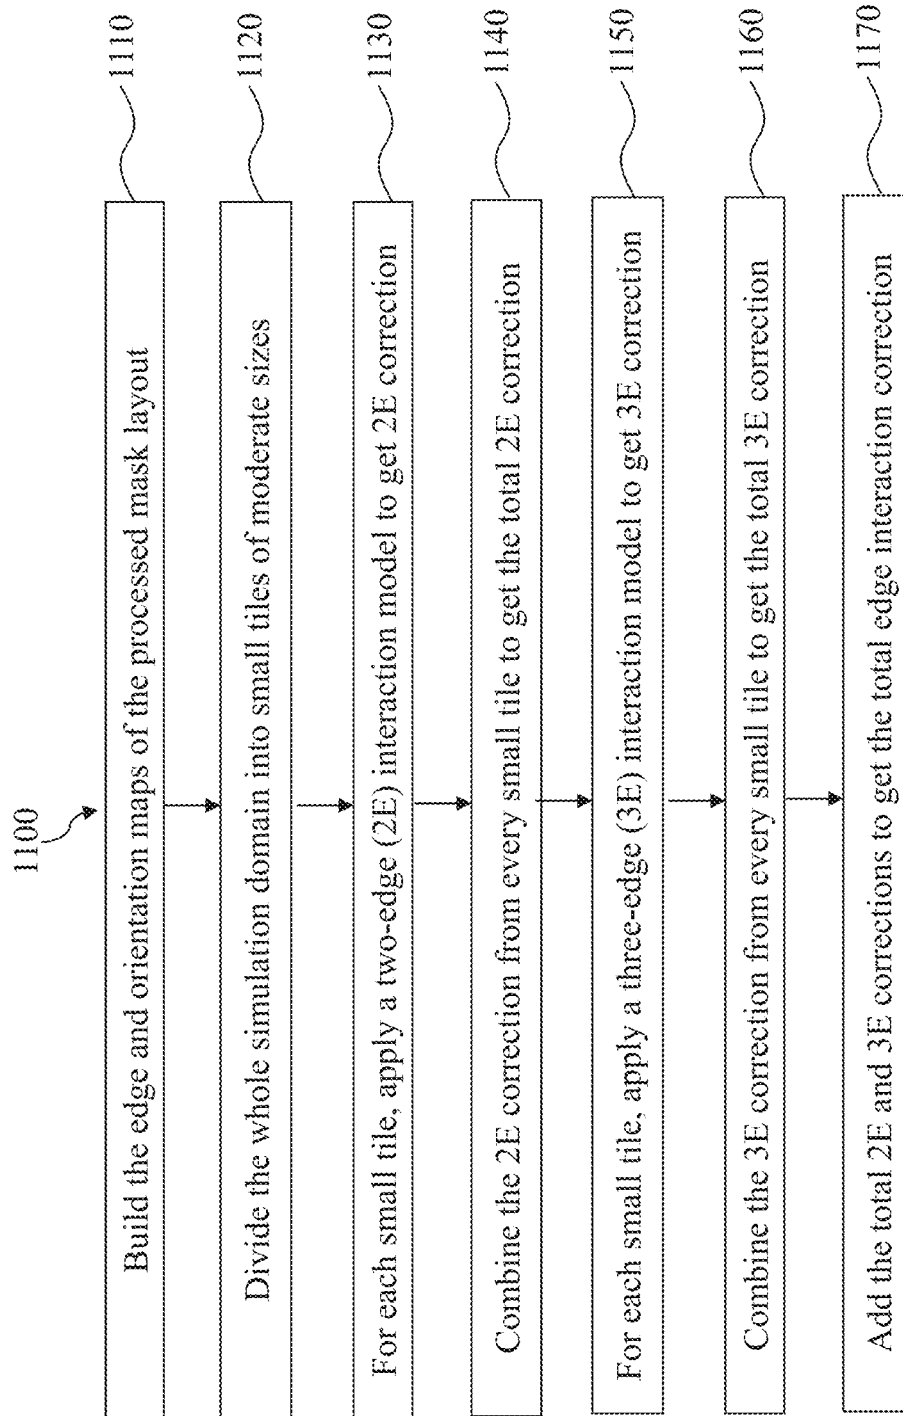 1100
Build the edge and orientation maps of the processed mask layout
1110
Divide the whole simulation domain into small tiles of moderate sizes
1120
For each small tile, apply a two-edge (2E) interaction model to get 2E correction
1130
Combine the 2E correction from every small tile to get the total 2E correction
1140
For each small tile, apply a three-edge (3E) interaction model to get 3E correction
1150
Combine the 3E correction from every small tile to get the total 3E correction
1160
Add the total 2E and 3E corrections to get the total edge interaction correction
1170